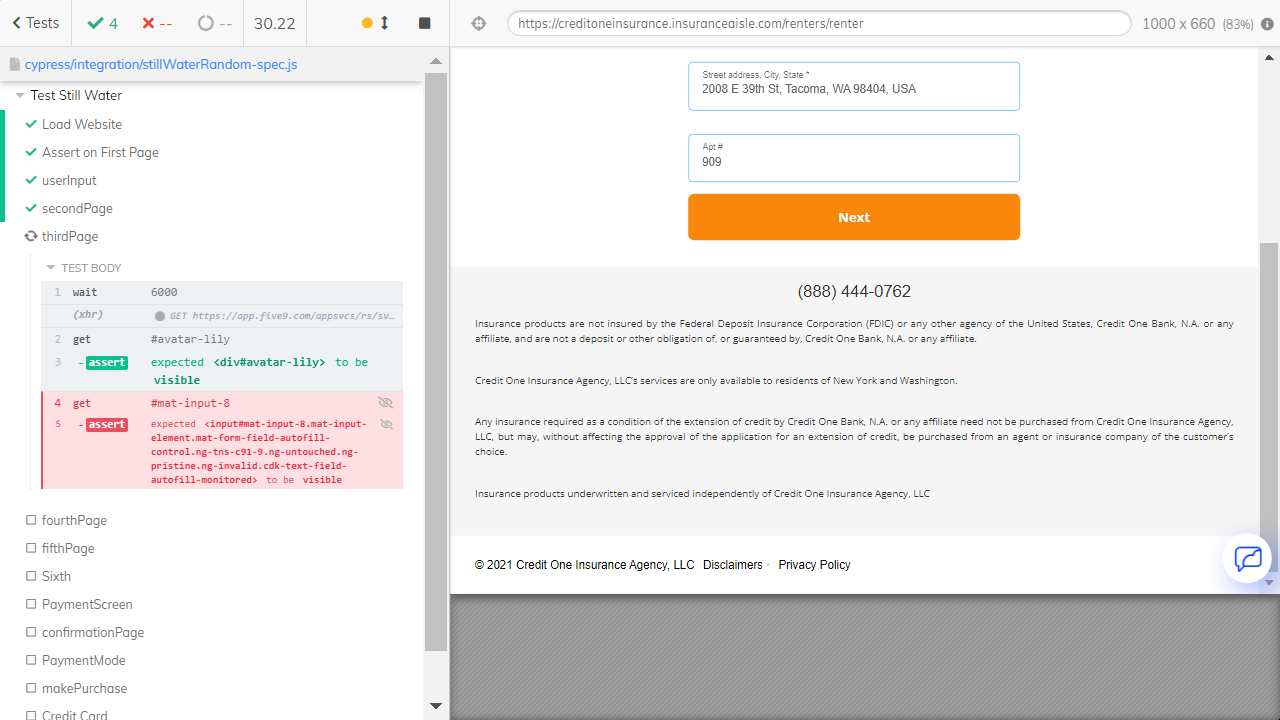 Tests
4
--
--
30.22
https://creditoneinsurance.insuranceaisle.com/renters/renter
1000 x 660 (83%)
cypress/integration/stillWaterRandom-spec.js
Test Still Water
Load Website
Assert on First Page
userInput
secondPage
thirdPage
TEST BODY
1 wait 6000
(xhr) GET https://app.five9.com/appsvcs/rs/sv…
2 get #avatar-lily
3 -assert expected <div#avatar-lily> to be
visible
4 get #mat-input-8
5 -assert expected <input#mat-input-8.mat-input-
element.mat-form-field-autofill-
control.ng-tns-c91-9.ng-untouched.ng-
pristine.ng-invalid.cdk-text-field-
autofill-monitored> to be visible
fourthPage
fifthPage
Sixth
PaymentScreen
confirmationPage
PaymentMode
makePurchase
Credit Card
Street address, City, State *
2008 E 39th St, Tacoma, WA 98404, USA
Apt #
909
Next
(888) 444-0762
Insurance products are not insured by the Federal Deposit Insurance Corporation (FDIC) or any other agency of the United States, Credit One Bank, N.A. or any
affiliate, and are not a deposit or other obligation of, or guaranteed by, Credit One Bank, N.A. or any affiliate.
Credit One Insurance Agency, LLC's services are only available to residents of New York and Washington.
Any insurance required as a condition of the extension of credit by Credit One Bank, N.A. or any affiliate need not be purchased from Credit One Insurance Agency,
LLC, but may, without affecting the approval of the application for an extension of credit, be purchased from an agent or insurance company of the customer's
choice.
Insurance products underwritten and serviced independently of Credit One Insurance Agency, LLC
© 2021 Credit One Insurance Agency, LLC Disclaimers · Privacy Policy